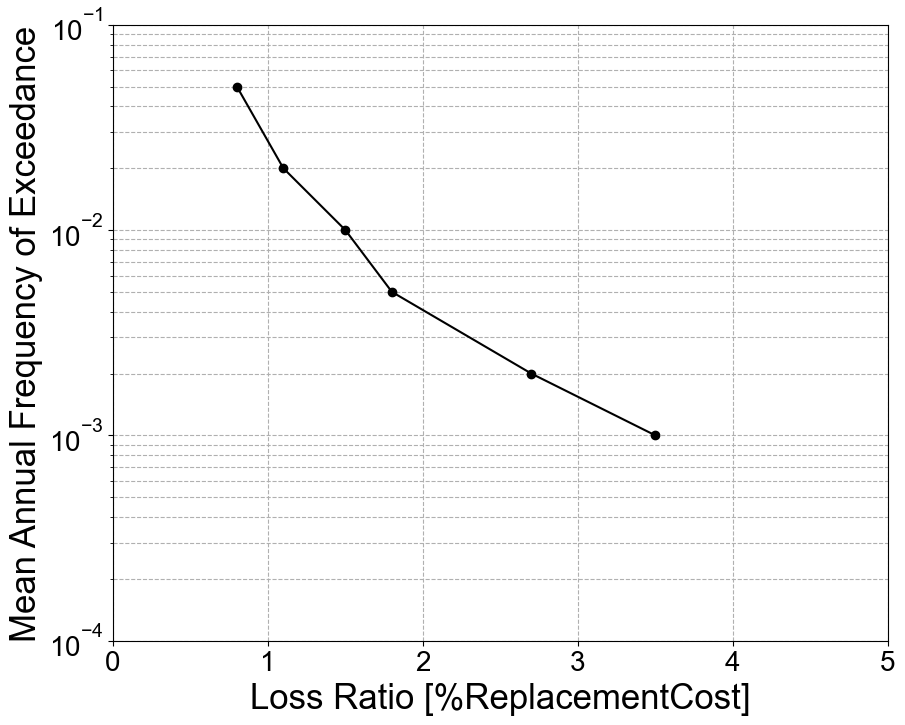 Mean Annual Frequency of Exceedance
10⁻¹
10⁻²
10⁻³
10⁻⁴
0 1 2 3 4 5
Loss Ratio [%ReplacementCost]